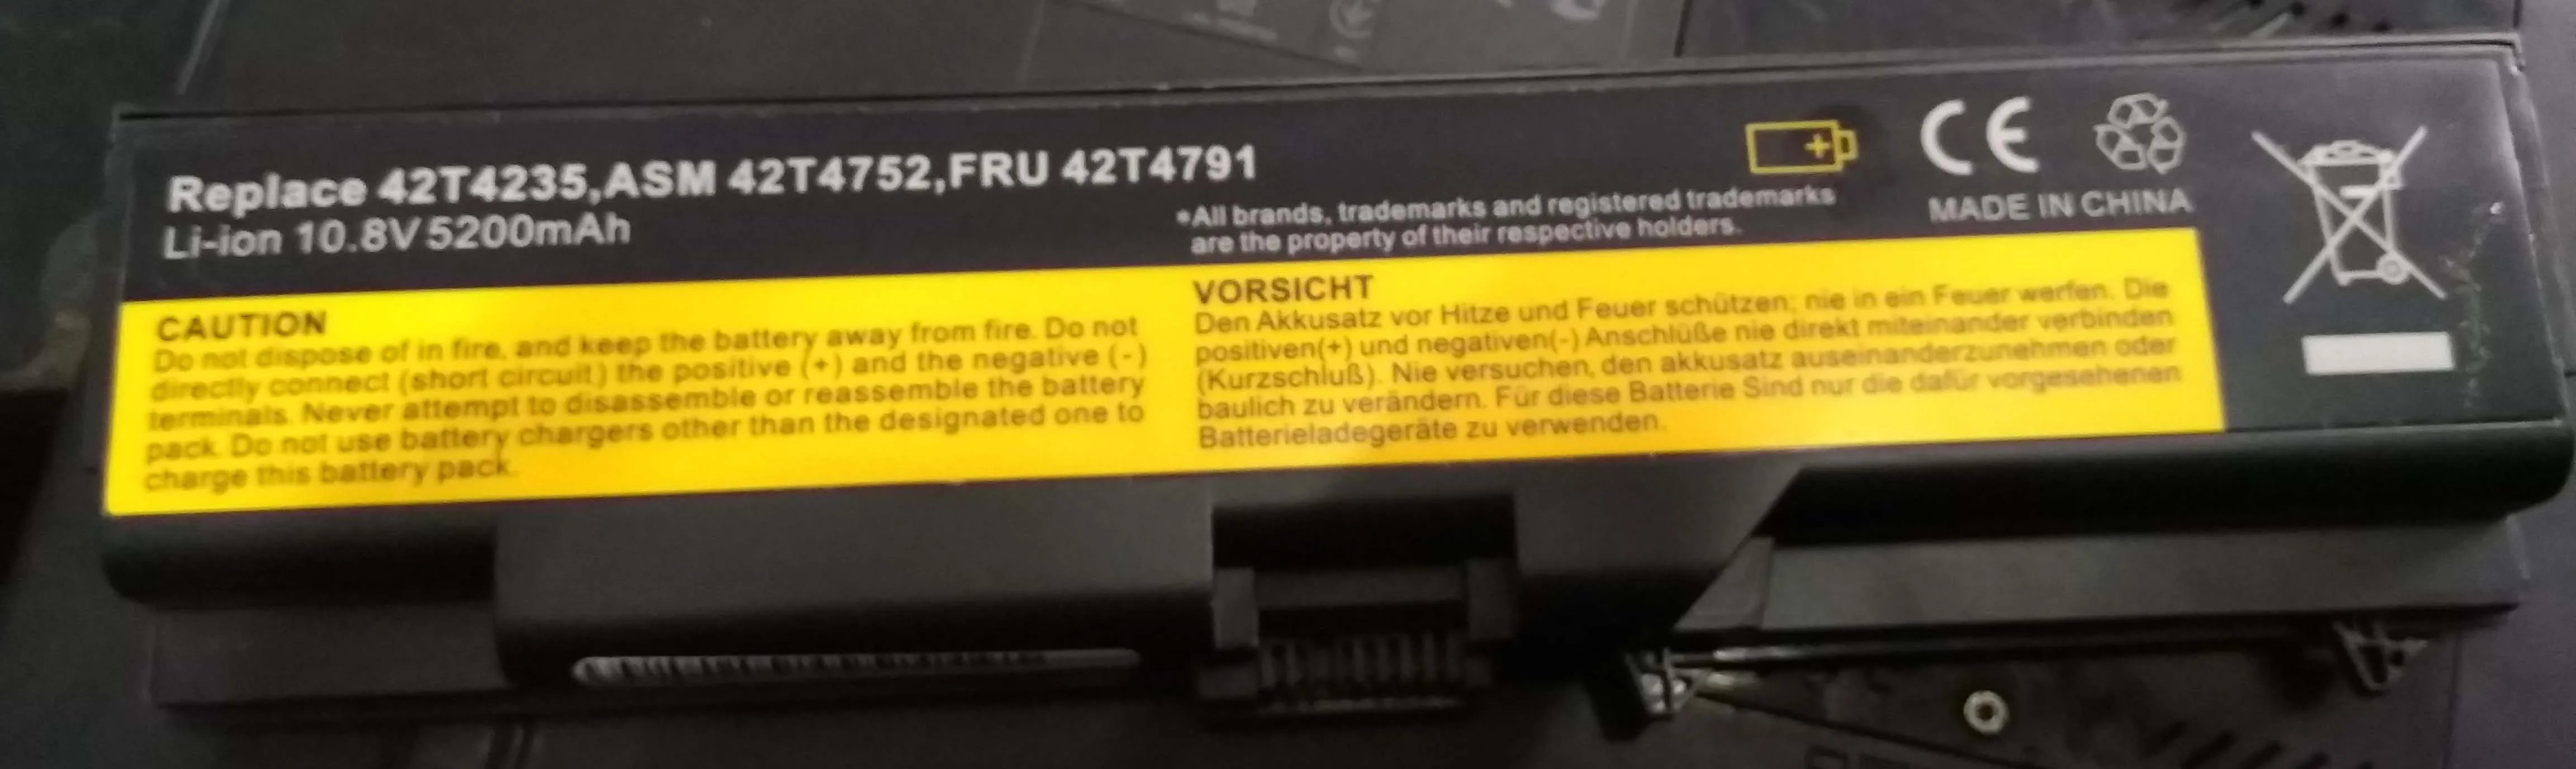 Replace 42T4235,ASM 42T4752,FRU 42T4791
Li-ion 10.8V 5200mAh
*All brands, trademarks and registered trademarks
are the property of their respective holders.
CE
MADE IN CHINA
CAUTION
Do not dispose of in fire, and keep the battery away from fire. Do not
directly connect (short circuit) the positive (+) and the negative (-)
terminals. Never attempt to disassemble or reassemble the battery
pack. Do not use battery chargers other than the designated one to
charge this battery pack.
VORSICHT
Den Akkusatz vor Hitze und Feuer schützen; nie in ein Feuer werfen. Die
positiven(+) und negativen(-) Anschlüße nie direkt miteinander verbinden
(Kurzschluß). Nie versuchen, den akkusatz auseinanderzunehmen oder
baulich zu verändern. Für diese Batterie Sind nur die dafür vorgesehenen
Batterieladegeräte zu verwenden.